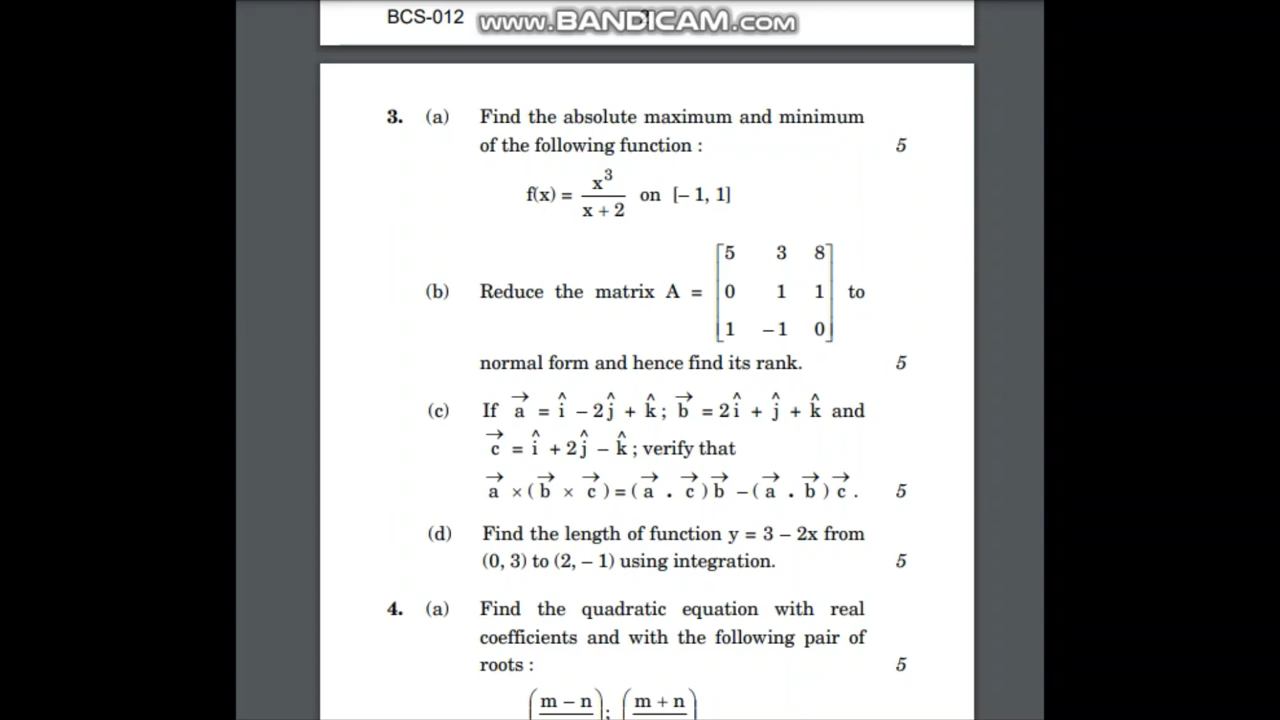 BCS-012
www.BANDICAM.com
3. (a) Find the absolute maximum and minimum
of the following function : 5
f(x) = x³ / (x + 2) on [– 1, 1]
[5 3 8]
(b) Reduce the matrix A = [0 1 1] to
[1 –1 0]
normal form and hence find its rank. 5
(c) If a⃗ = î – 2ĵ + k̂ ; b⃗ = 2î + ĵ + k̂ and
c⃗ = î + 2ĵ – k̂ ; verify that
a⃗ × ( b⃗ × c⃗ ) = ( a⃗ . c⃗ ) b⃗ – ( a⃗ . b⃗ ) c⃗ . 5
(d) Find the length of function y = 3 – 2x from
(0, 3) to (2, – 1) using integration. 5
4. (a) Find the quadratic equation with real
coefficients and with the following pair of
roots : 5
(m – n) ; (m + n)